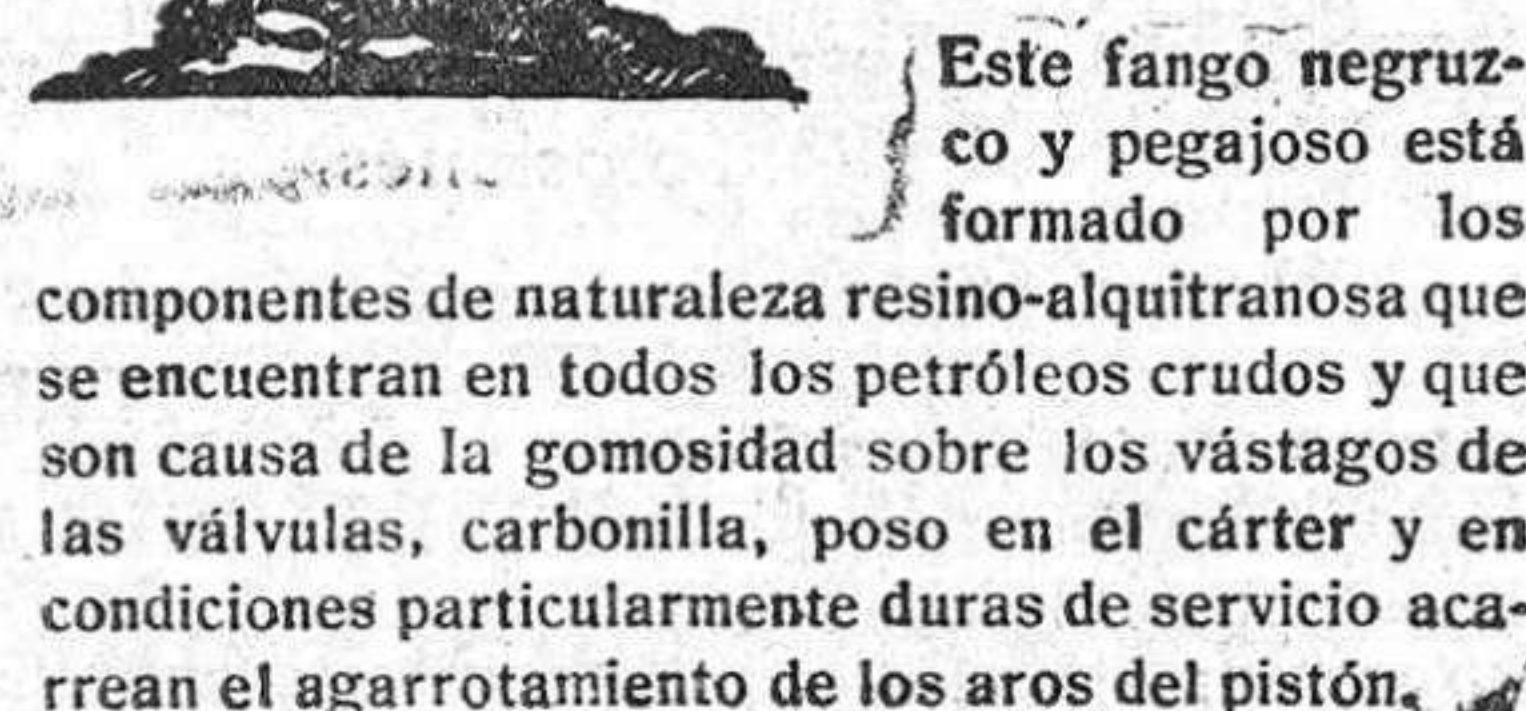 Este fango negruz-
co y pegajoso está
formado por los
componentes de naturaleza resino-alquitranosa que
se encuentran en todos los petróleos crudos y que
son causa de la gomosidad sobre los vástagos de
las válvulas, carbonilla, poso en el cárter y en
condiciones particularmente duras de servicio aca-
rrean el agarrotamiento de los aros del pistón.